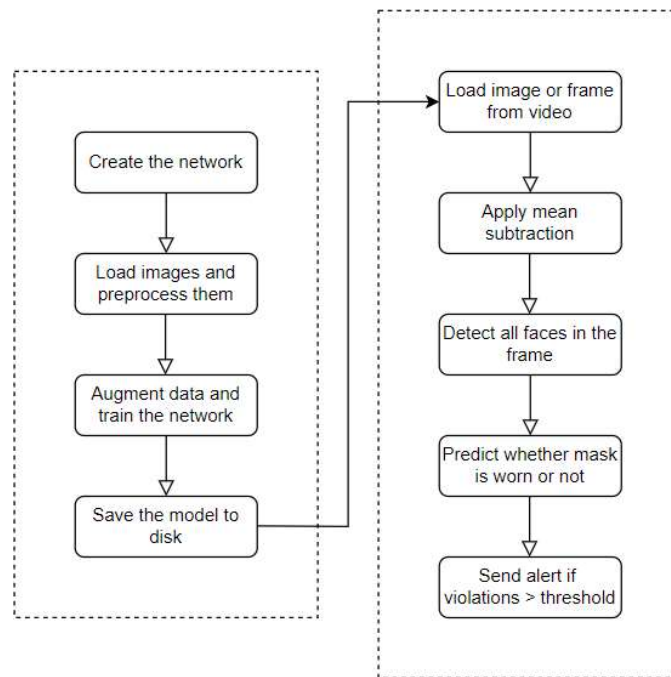 Create the network
Load images and
preprocess them
Augment data and
train the network
Save the model to
disk
Load image or frame
from video
Apply mean
subtraction
Detect all faces in the
frame
Predict whether mask
is worn or not
Send alert if
violations > threshold